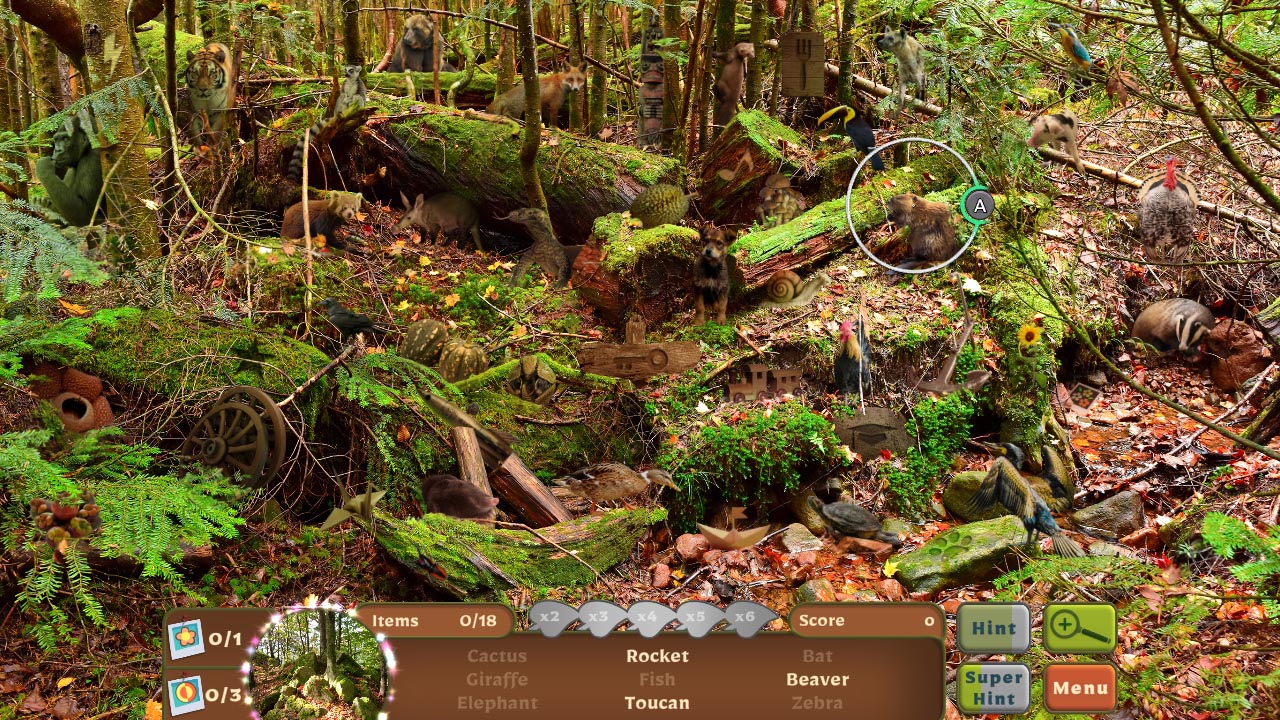 A
0/1
0/3
Items 0/18
x2 x3 x4 x5 x6
Score 0
Cactus Rocket Bat
Giraffe Fish Beaver
Elephant Toucan Zebra
Hint
Super
Hint
Menu